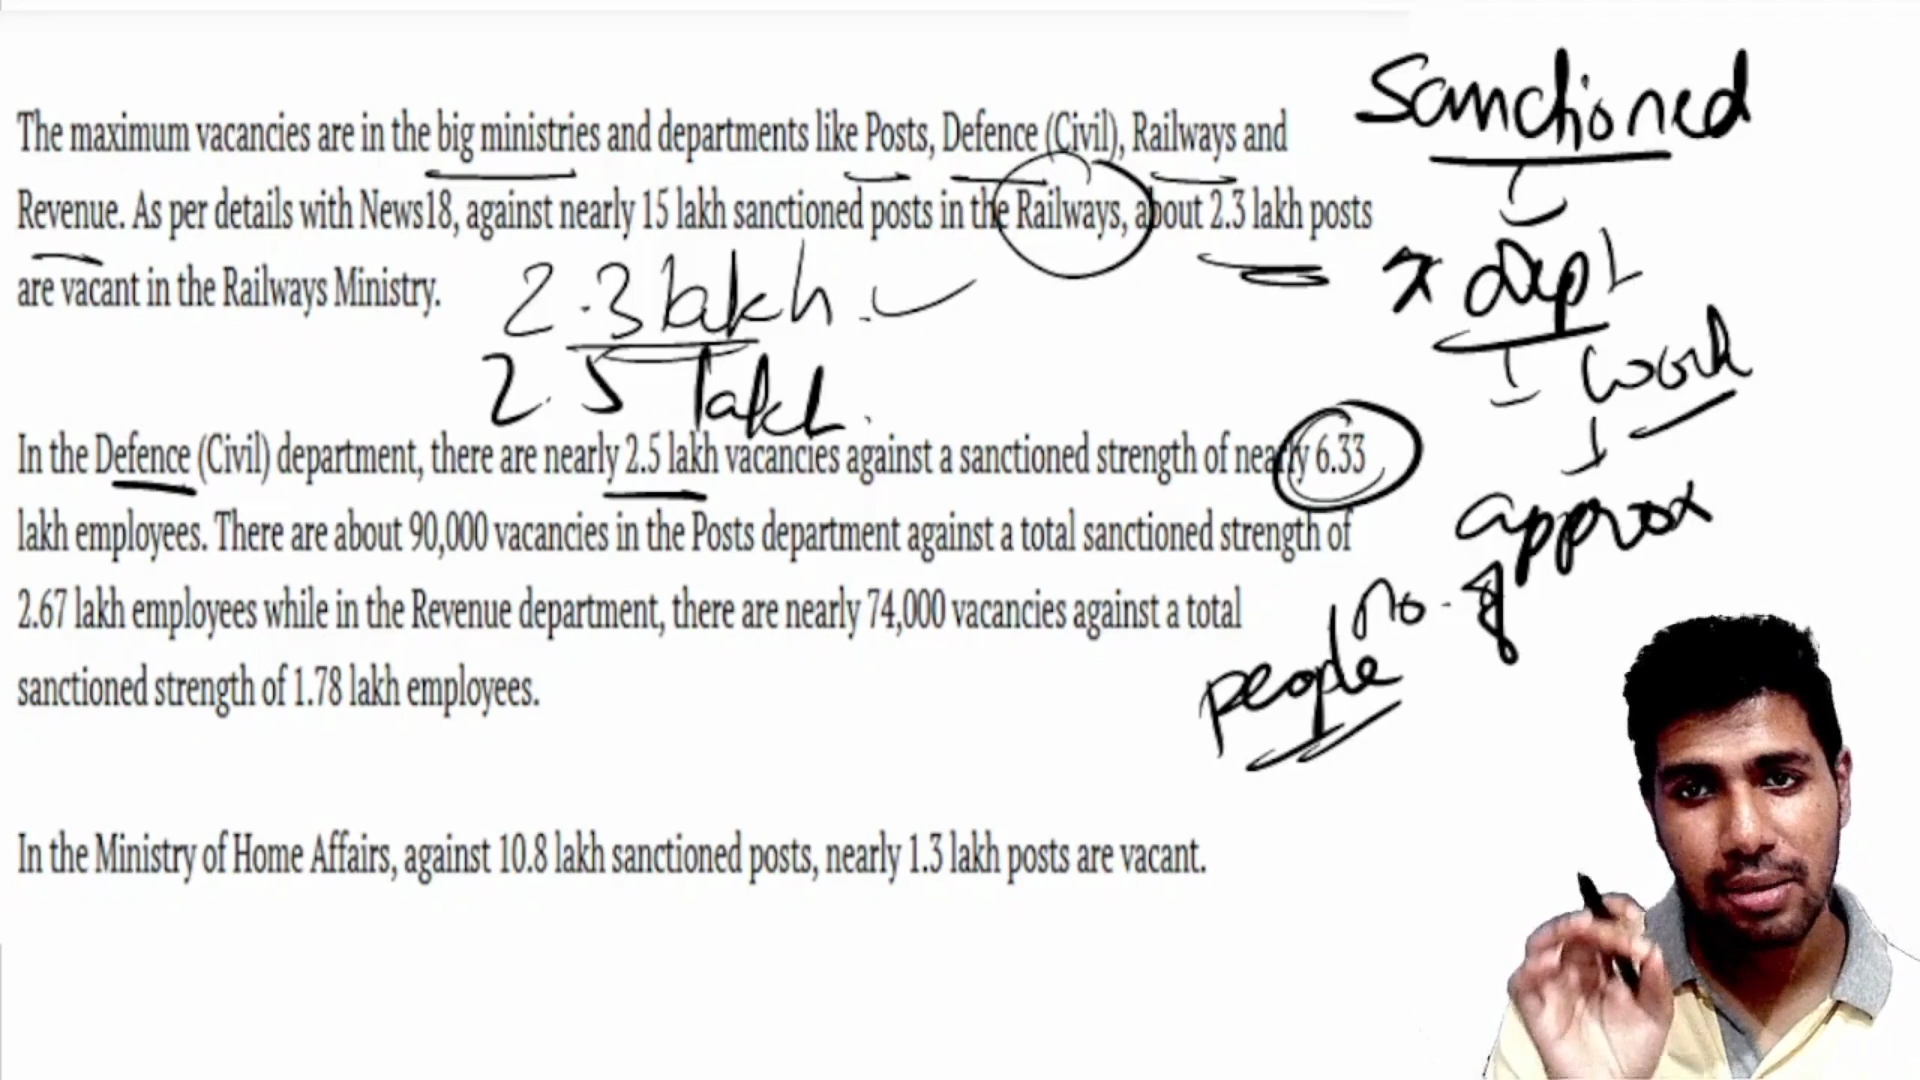 The maximum vacancies are in the big ministries and departments like Posts, Defence (Civil), Railways and
Revenue. As per details with News18, against nearly 15 lakh sanctioned posts in the Railways, about 2.3 lakh posts
are vacant in the Railways Ministry.
2.3 lakh.
2.5 lakh.
In the Defence (Civil) department, there are nearly 2.5 lakh vacancies against a sanctioned strength of nearly 6.33
lakh employees. There are about 90,000 vacancies in the Posts department against a total sanctioned strength of
2.67 lakh employees while in the Revenue department, there are nearly 74,000 vacancies against a total
sanctioned strength of 1.78 lakh employees.
In the Ministry of Home Affairs, against 10.8 lakh sanctioned posts, nearly 1.3 lakh posts are vacant.
Sanctioned
x dept
work
approx
no. of
people